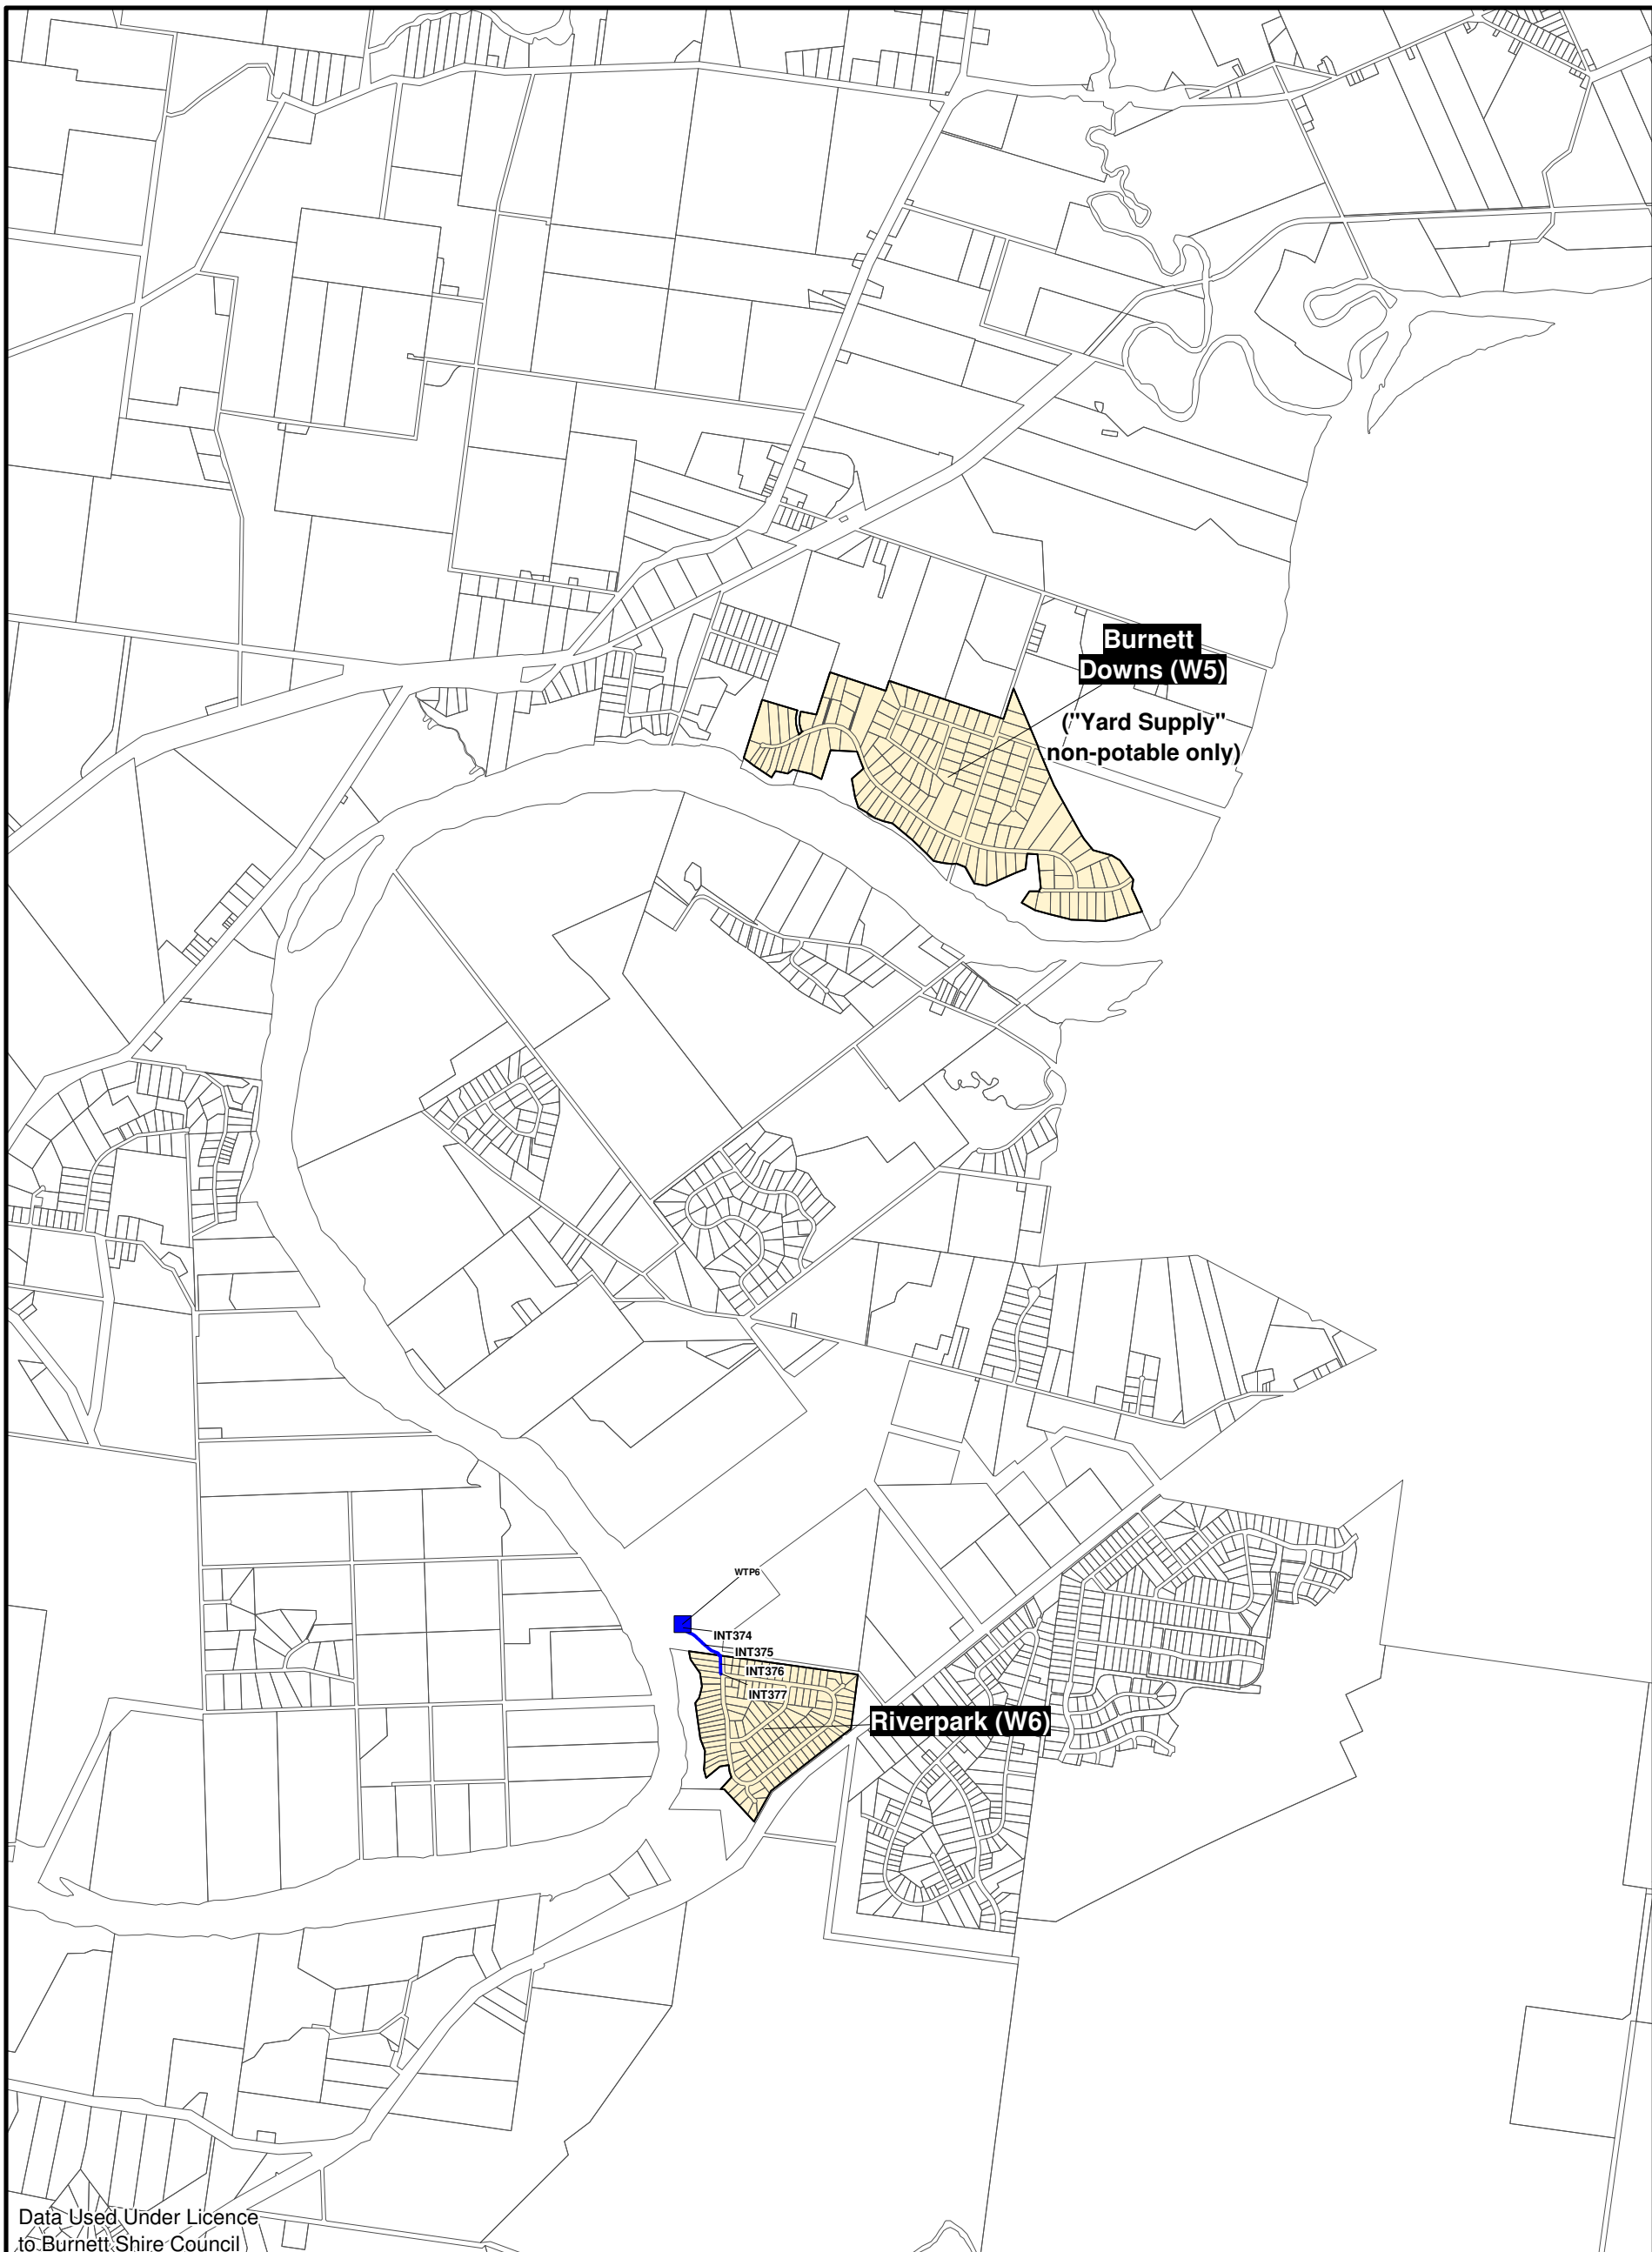 Burnett
Downs (W5)
("Yard Supply"
non-potable only)
WTP6
INT374
INT375
INT376
INT377
Riverpark (W6)
Data Used Under Licence
to Burnett Shire Council